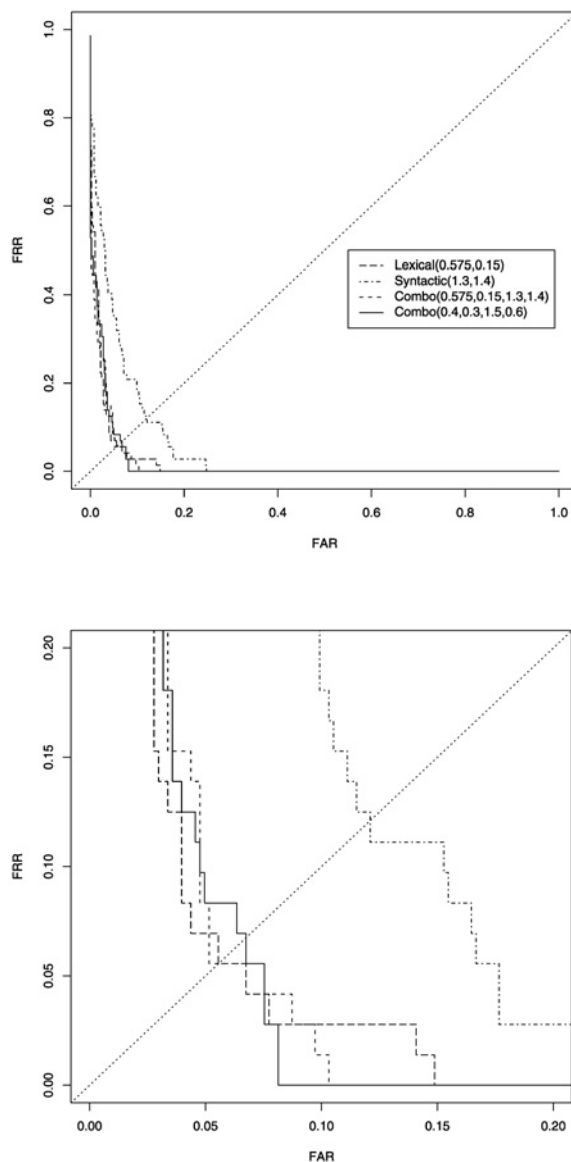 1.0
0.8
0.6
0.4
0.2
0.0
FRR
Lexical(0.575,0.15)
Syntactic(1.3,1.4)
Combo(0.575,0.15,1.3,1.4)
Combo(0.4,0.3,1.5,0.6)
0.0 0.2 0.4 0.6 0.8 1.0
FAR
0.20
0.15
0.10
0.05
0.00
FRR
0.00 0.05 0.10 0.15 0.20
FAR